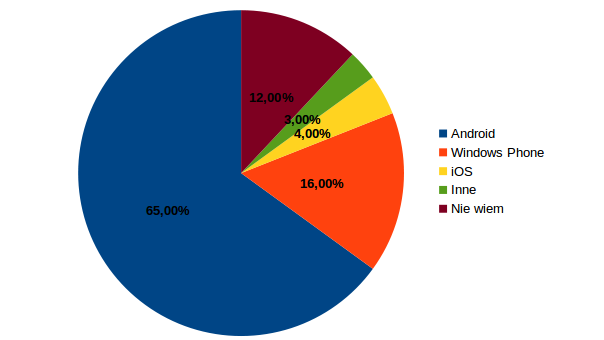 12,00%
3,00%
4,00%
16,00%
65,00%
Android
Windows Phone
iOS
Inne
Nie wiem